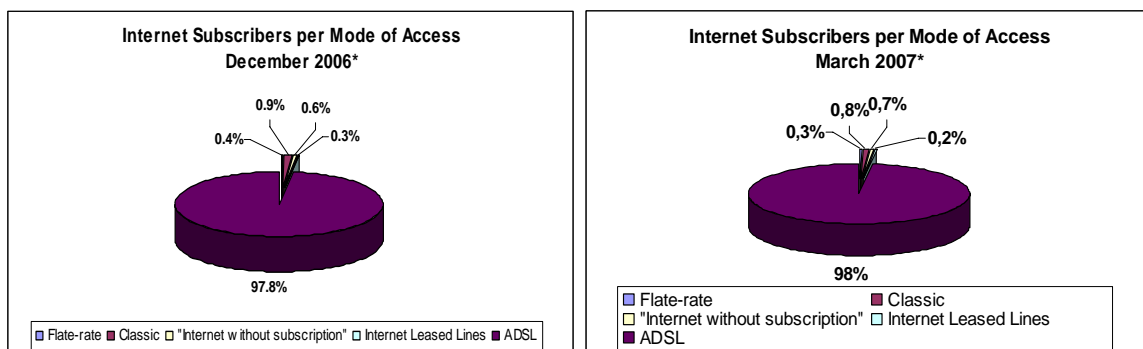 Internet Subscribers per Mode of Access
December 2006*
0.9%
0.6%
0.4%
0.3%
97.8%
Flate-rate Classic "Internet without subscription" Internet Leased Lines ADSL
Internet Subscribers per Mode of Access
March 2007*
0,8%
0,7%
0,3%
0,2%
98%
Flate-rate Classic
"Internet without subscription" Internet Leased Lines
ADSL